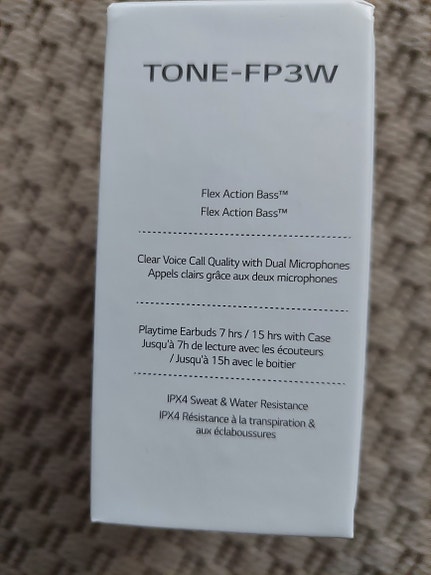 TONE-FP3W
Flex Action Bass™
Flex Action Bass™
Clear Voice Call Quality with Dual Microphones
Appels clairs grâce aux deux microphones
Playtime Earbuds 7 hrs / 15 hrs with Case
Jusqu'à 7h de lecture avec les écouteurs
/ Jusqu'à 15h avec le boitier
IPX4 Sweat & Water Resistance
IPX4 Résistance à la transpiration &
aux éclaboussures